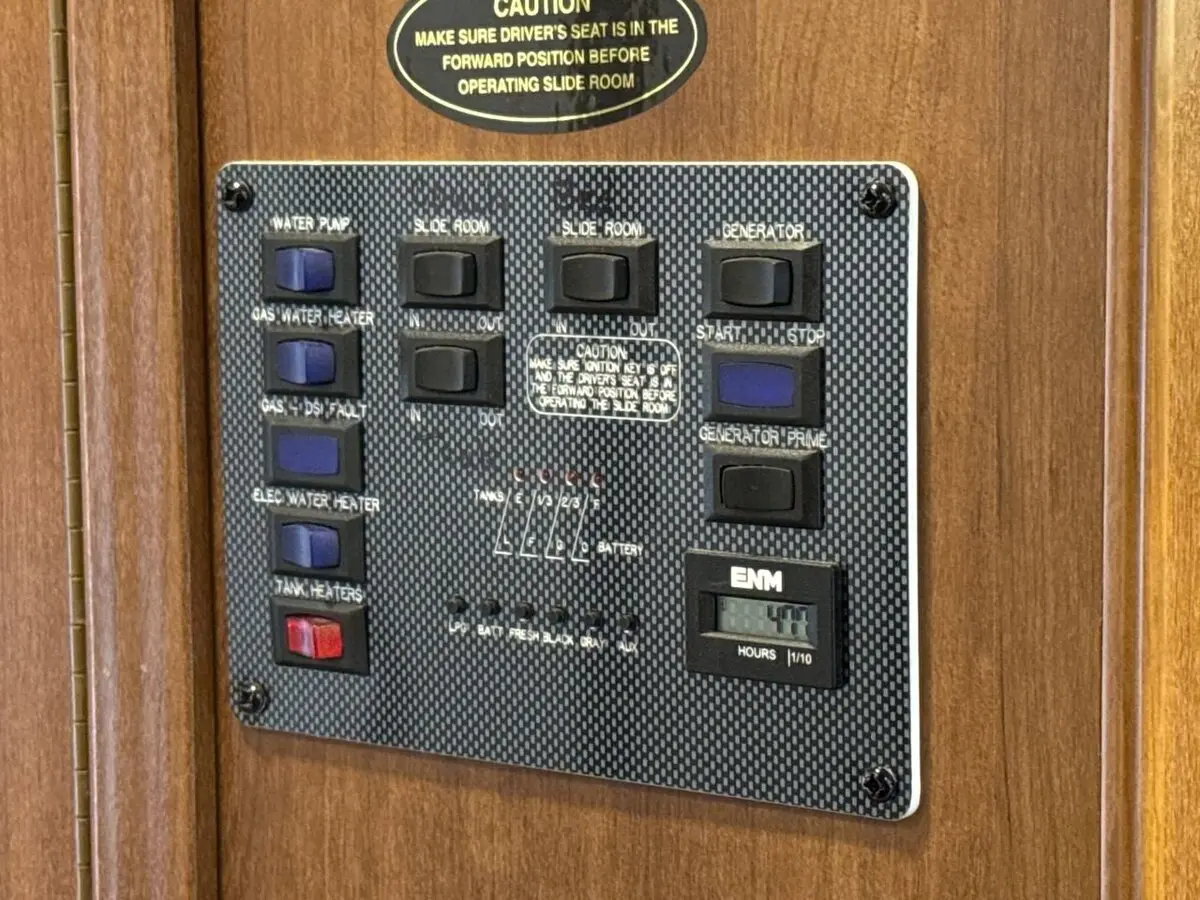 CAUTION
MAKE SURE DRIVER'S SEAT IS IN THE
FORWARD POSITION BEFORE
OPERATING SLIDE ROOM
WATER PUMP
SLIDE ROOM
SLIDE ROOM
GENERATOR
GAS WATER HEATER
IN OUT
IN OUT
START STOP
CAUTION:
MAKE SURE IGNITION KEY IS OFF
AND THE DRIVER'S SEAT IS IN
THE FORWARD POSITION BEFORE
OPERATING THE SLIDE ROOM
GAS - DSI FAULT
IN OUT
GENERATOR PRIME
ELEC WATER HEATER
TANKS E 1/3 2/3 F
L F G C BATTERY
TANK HEATERS
ENM
HOURS 1/10
LPG BATT FRESH BLACK GRAY AUX